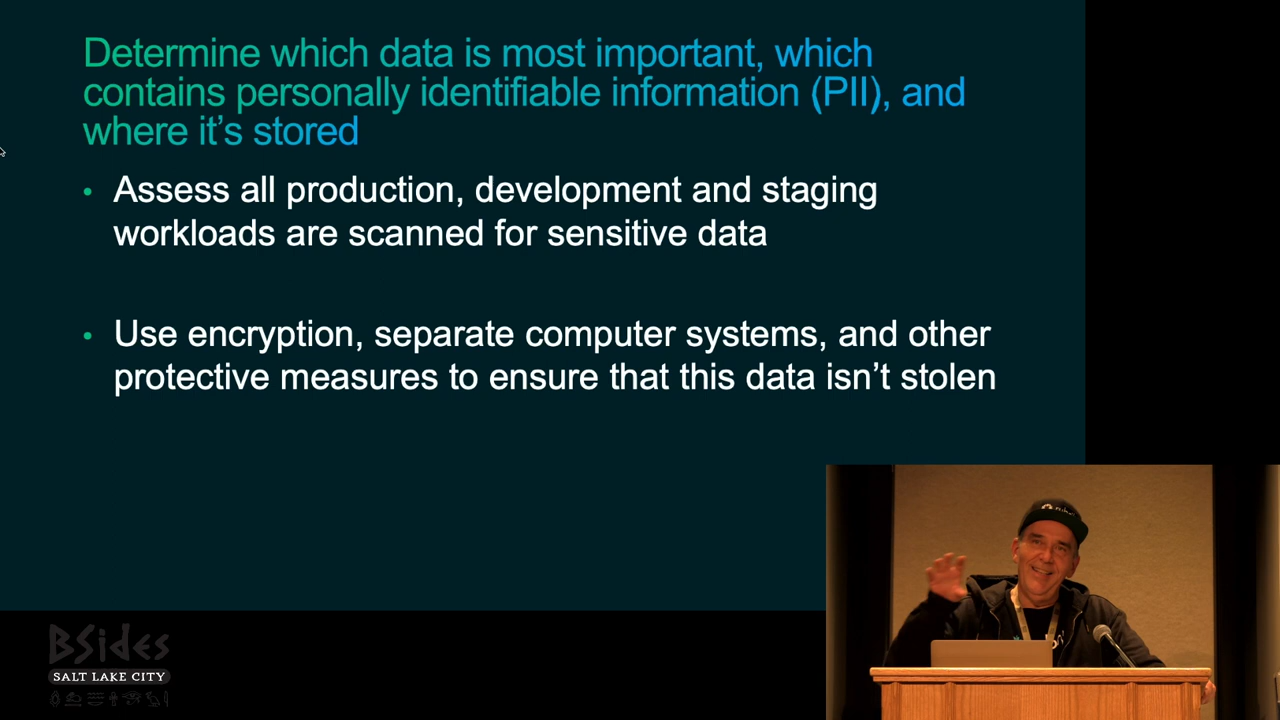 Determine which data is most important, which
contains personally identifiable information (PII), and
where it's stored
• Assess all production, development and staging
workloads are scanned for sensitive data
• Use encryption, separate computer systems, and other
protective measures to ensure that this data isn't stolen
BSides
SALT LAKE CITY